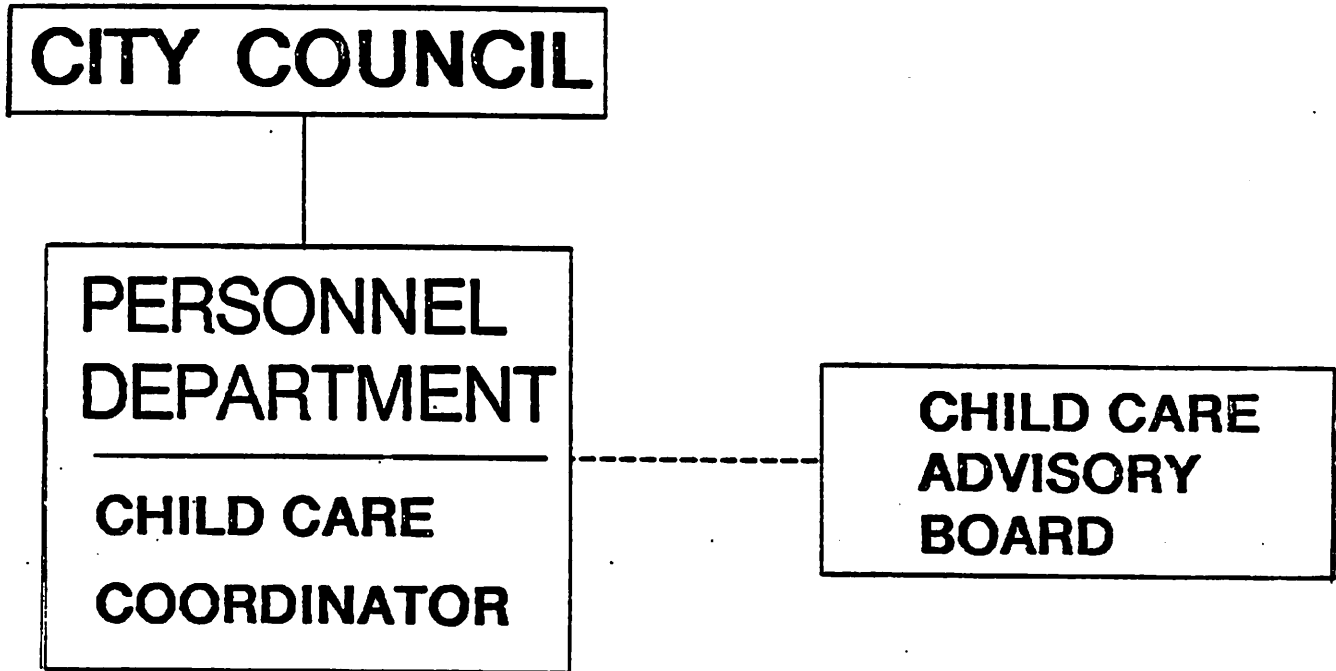 CITY COUNCIL
PERSONNEL
DEPARTMENT
CHILD CARE
COORDINATOR
CHILD CARE
ADVISORY
BOARD